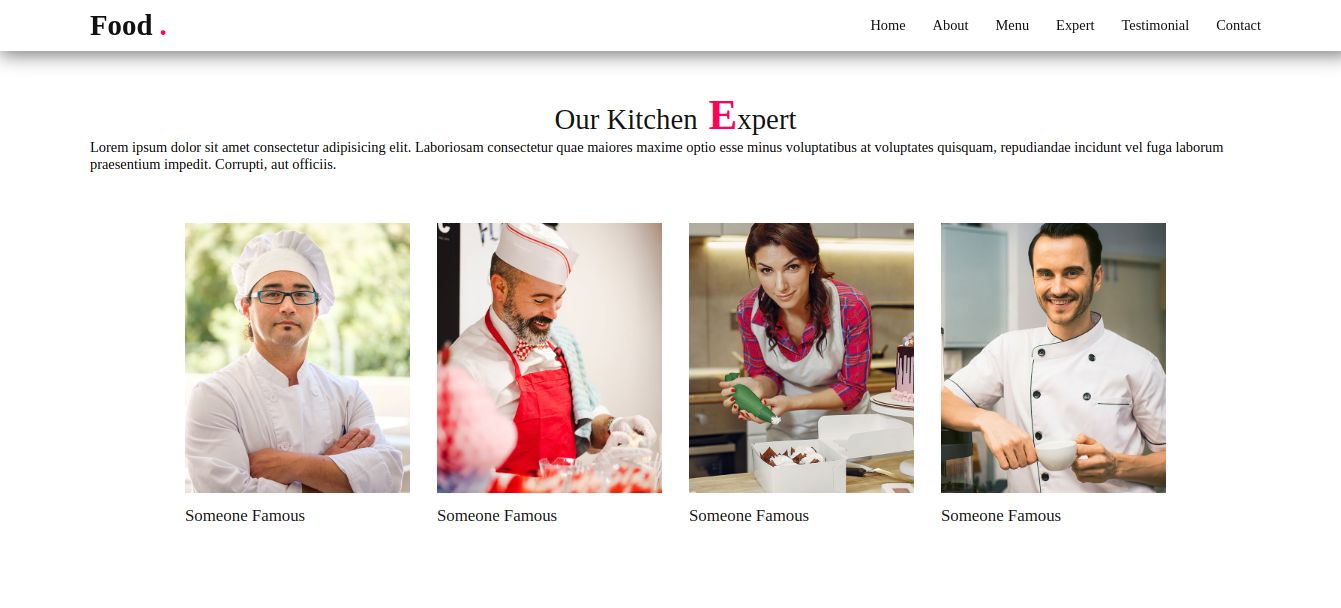 Food .
Home About Menu Expert Testimonial Contact
Our Kitchen Expert
Lorem ipsum dolor sit amet consectetur adipisicing elit. Laboriosam consectetur quae maiores maxime optio esse minus voluptatibus at voluptates quisquam, repudiandae incidunt vel fuga laborum
praesentium impedit. Corrupti, aut officiis.
Someone Famous
Someone Famous
Someone Famous
Someone Famous